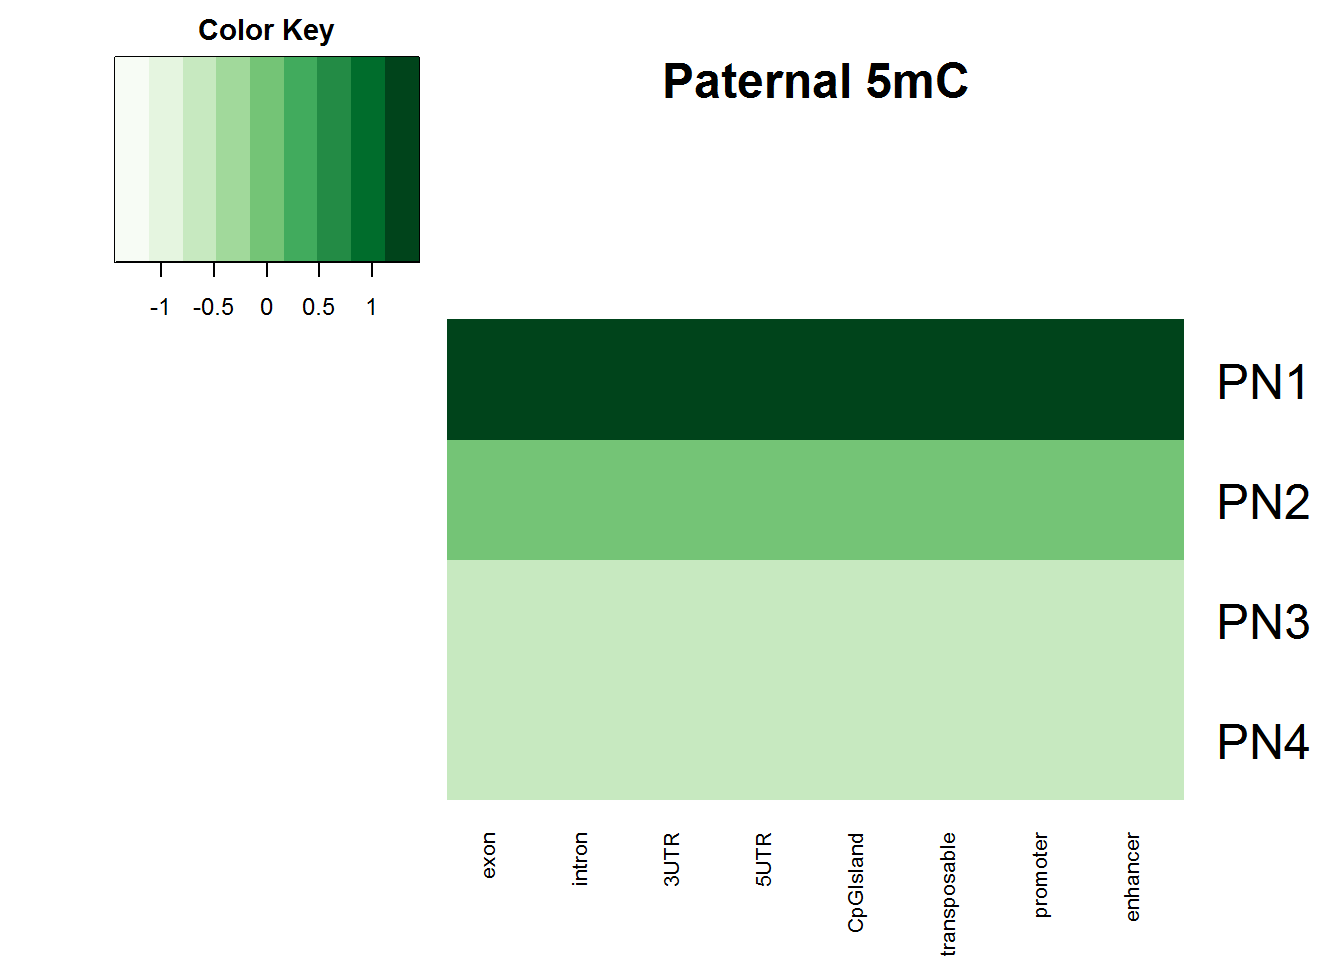 Color Key
Paternal 5mC
-1 -0.5 0 0.5 1
PN1
PN2
PN3
PN4
exon
intron
3UTR
5UTR
CpGIsland
transposable
promoter
enhancer